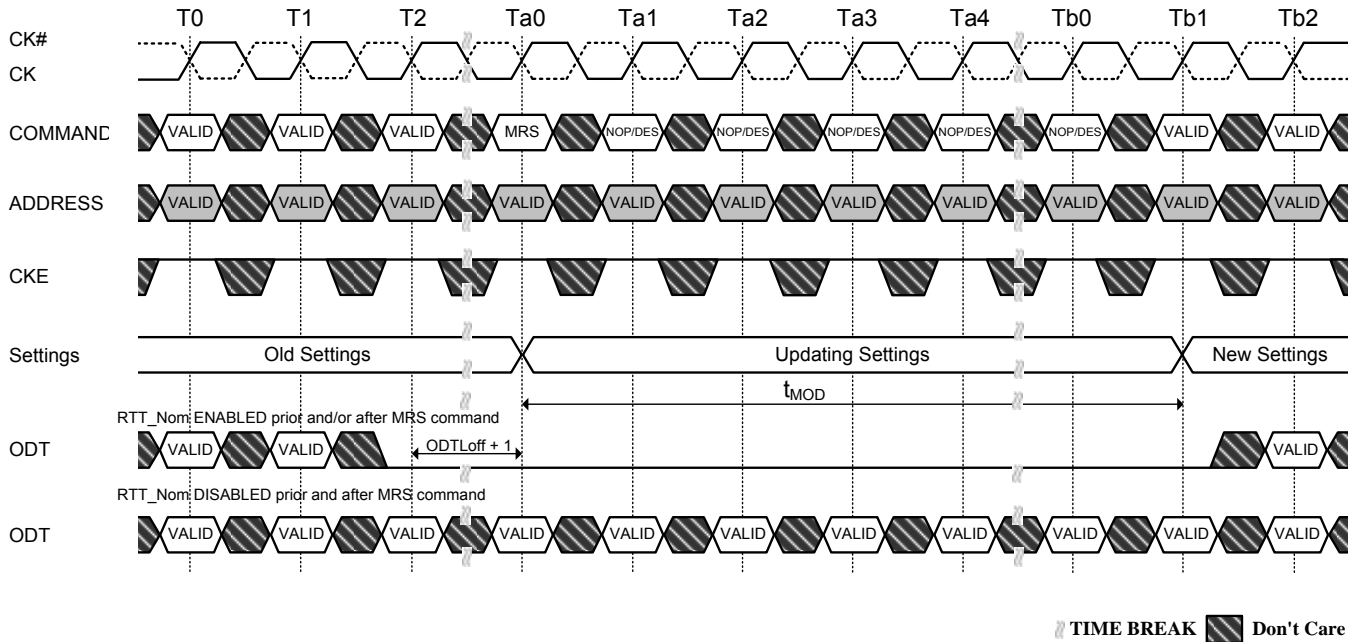 T0 T1 T2 Ta0 Ta1 Ta2 Ta3 Ta4 Tb0 Tb1 Tb2
CK#
CK
COMMAND VALID VALID VALID MRS NOP/DES NOP/DES NOP/DES NOP/DES NOP/DES VALID VALID
ADDRESS VALID VALID VALID VALID VALID VALID VALID VALID VALID VALID VALID
CKE
Settings Old Settings Updating Settings New Settings
tMOD
RTT_Nom ENABLED prior and/or after MRS command
ODT VALID VALID ODTLoff + 1 VALID
RTT_Nom DISABLED prior and after MRS command
ODT VALID VALID VALID VALID VALID VALID VALID VALID VALID VALID VALID
TIME BREAK Don't Care